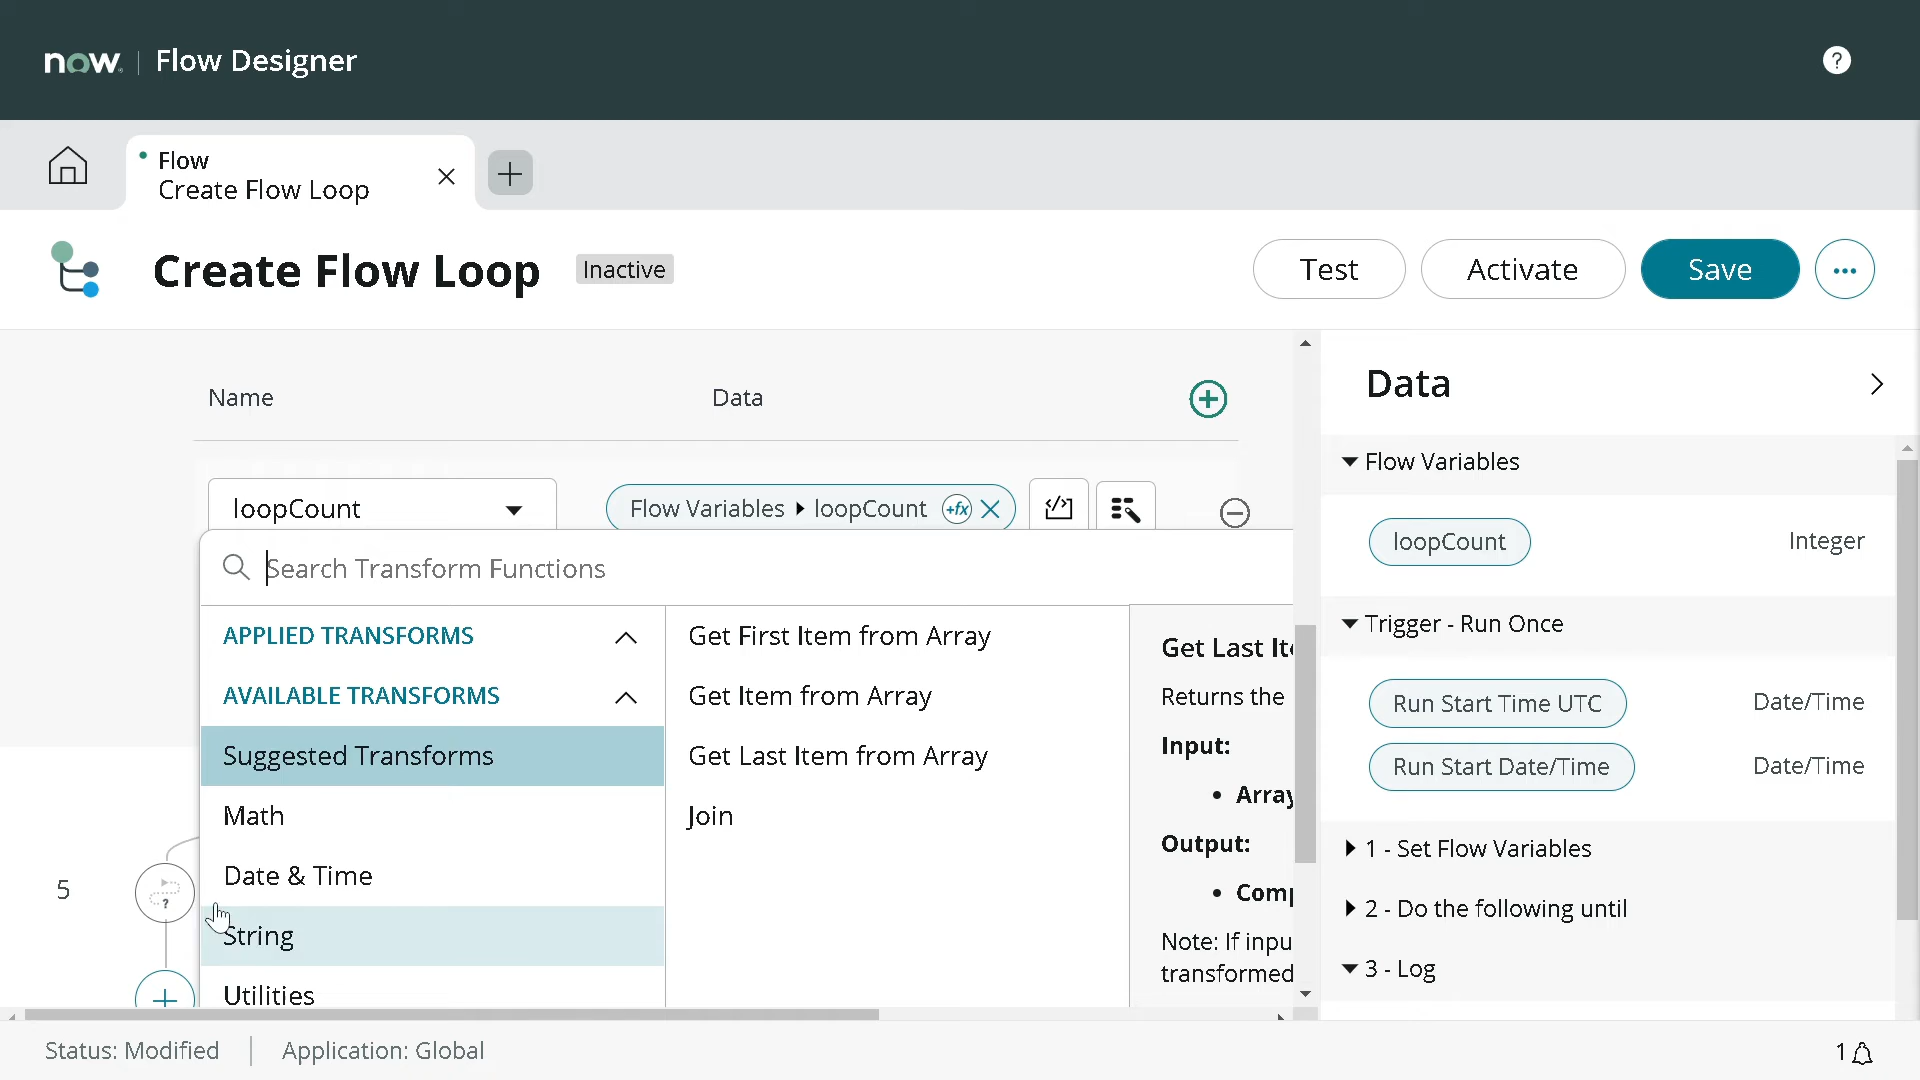 now. | Flow Designer
?
Flow
Create Flow Loop
Create Flow Loop
Inactive
Test
Activate
Save
Name
Data
loopCount
Flow Variables
loopCount
+fx
Search Transform Functions
APPLIED TRANSFORMS
AVAILABLE TRANSFORMS
Suggested Transforms
Math
Date & Time
String
Utilities
Get First Item from Array
Get Item from Array
Get Last Item from Array
Join
Get Last Ite
Returns the
Input:
• Array
Output:
• Comp
Note: If inpu
transformed
5
?
Data
Flow Variables
loopCount
Integer
Trigger - Run Once
Run Start Time UTC
Date/Time
Run Start Date/Time
Date/Time
1 - Set Flow Variables
2 - Do the following until
3 - Log
Status: Modified
Application: Global
1